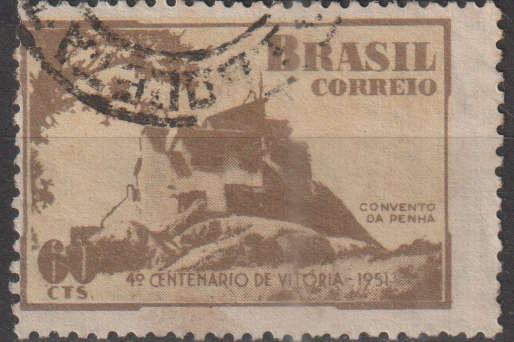 BRASIL
CORREIO
CONVENTO
DA PENHA
60
CTS
4º CENTENARIO DE VITÓRIA - 1951